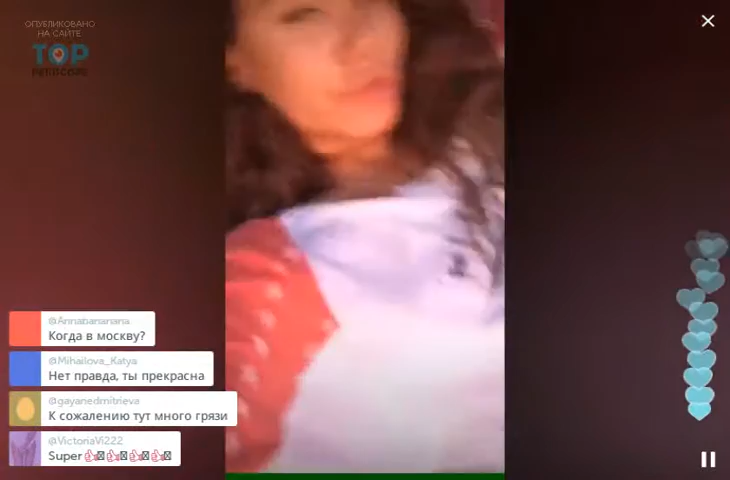 ОПУБЛИКОВАНО
НА САЙТЕ
TOP
PERISCOPE
@Annabananana
Когда в москву?
@Mihailova_Katya
Нет правда, ты прекрасна
@gayanedmitrieva
К сожалению тут много грязи
@VictoriaVi222
Super 👍👍👍👍